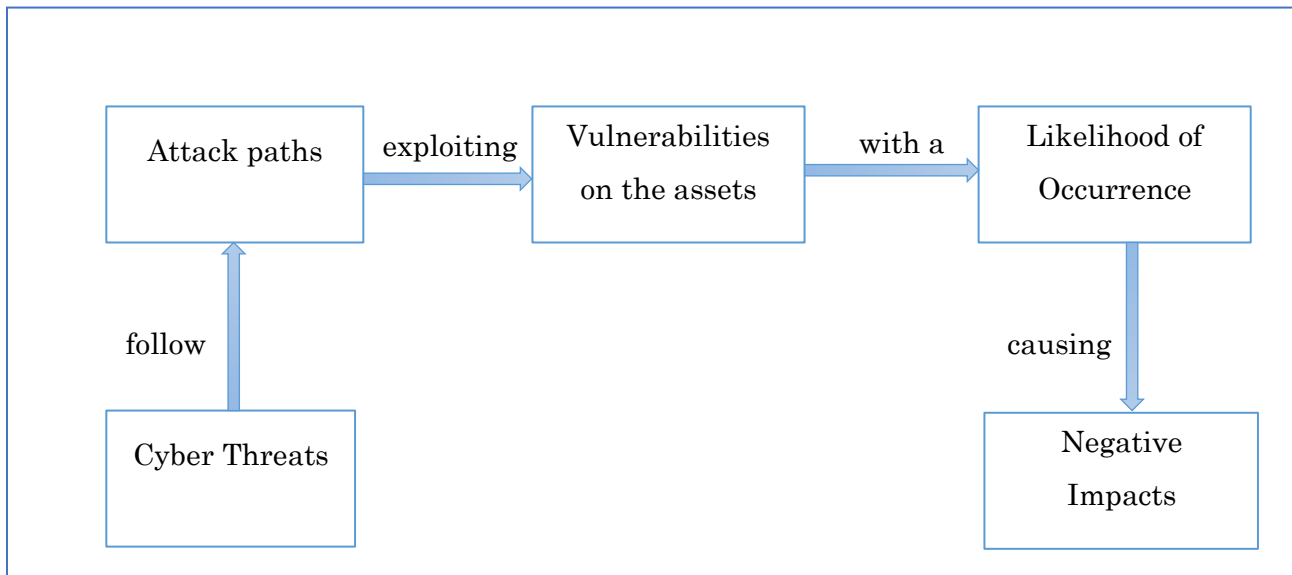 Attack paths
exploiting
Vulnerabilities
on the assets
with a
Likelihood of
Occurrence
follow
causing
Cyber Threats
Negative
Impacts